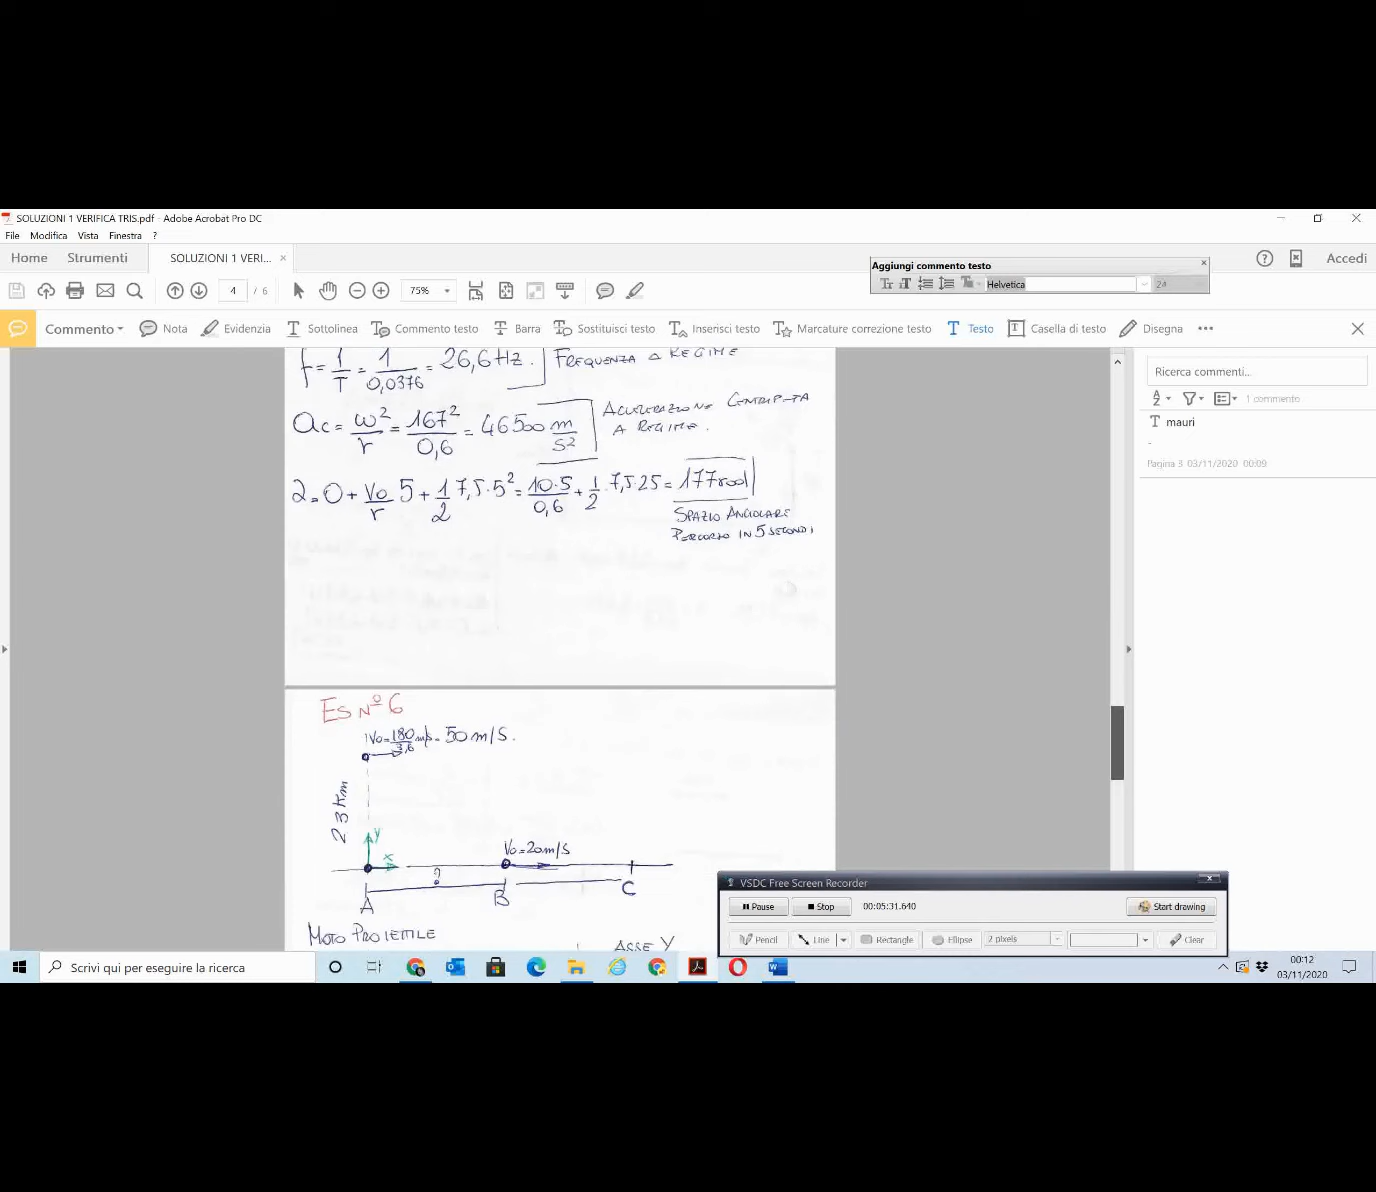 SOLUZIONI 1 VERIFICA TRIS.pdf - Adobe Acrobat Pro DC
File Modifica Vista Finestra ?
Home Strumenti SOLUZIONI 1 VERI... × Accedi
Aggiungi commento testo
4 / 6 75% Helvetica
Commento Nota Evidenzia Sottolinea Commento testo Barra Sostituisci testo Inserisci testo Marcature correzione testo Testo Casella di testo Disegna
f = 1/T = 1/0,0376 = 26,6 Hz. FREQUENZA A REGIME
ac = ω²/r = 167²/0,6 = 46500 m/s² ACCELERAZIONE CENTRIPETA
A REGIME.
2 = 0 + V0/r 5 + 1/2 7,5·5² = 10·5/0,6 + 1/2 · 7,5·25 = 177 rad
SPAZIO ANGOLARE
PERCORSO IN 5 SECONDI
ES Nº6
V0 = 180/3,6 m/s = 50 m/S.
23 Km
Y
X
V0=20m/S
?
A B C
MOTO PROIETTILE
ASSE Y
Ricerca commenti...
1 commento
mauri
Pagina 3 03/11/2020 00:09
VSDC Free Screen Recorder
Pause Stop 00:05:31.640 Start drawing
Pencil Line Rectangle Ellipse 2 pixels Clear
Scrivi qui per eseguire la ricerca
00:12
03/11/2020